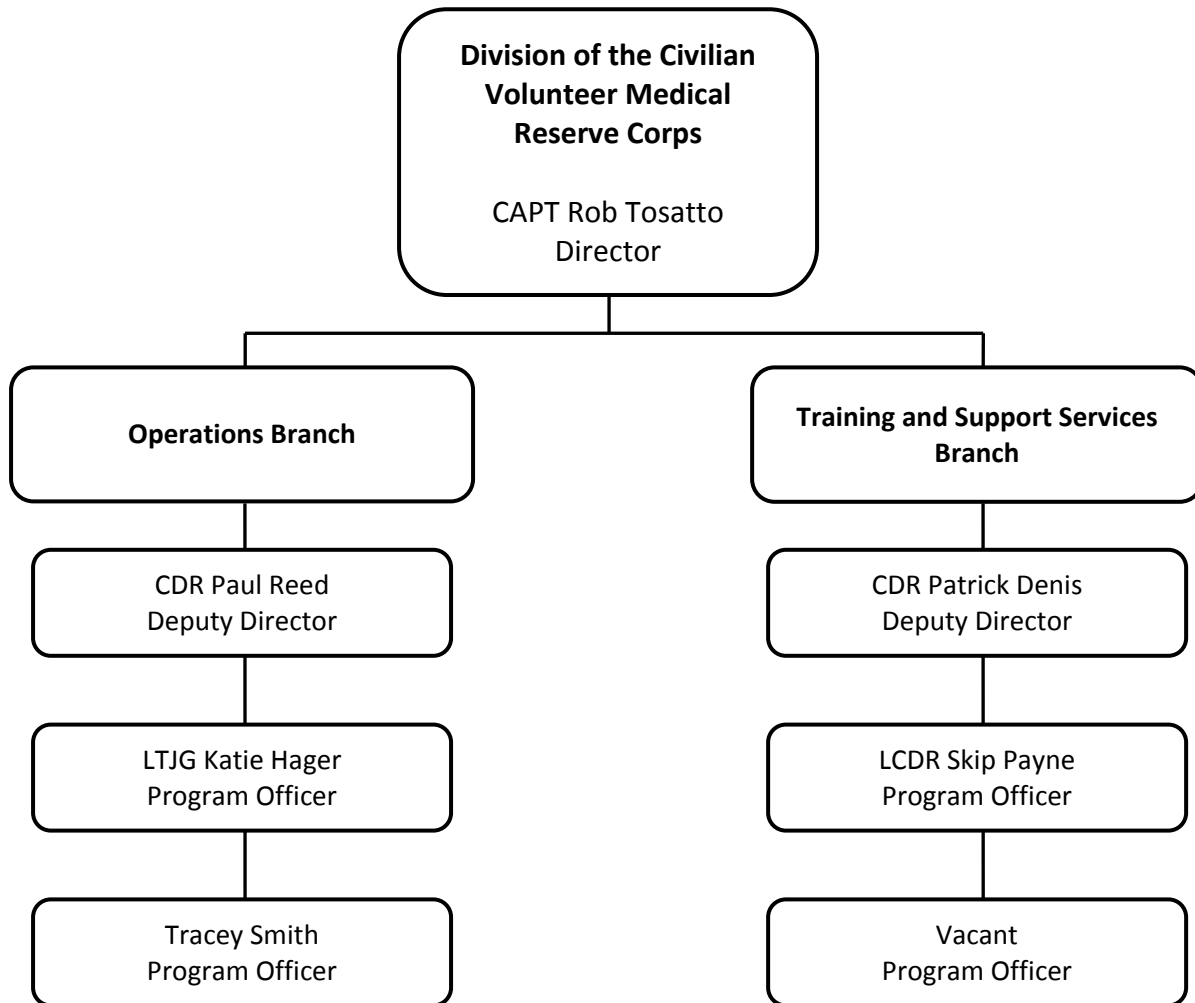 Division of the Civilian
Volunteer Medical
Reserve Corps
CAPT Rob Tosatto
Director
Operations Branch
Training and Support Services
Branch
CDR Paul Reed
Deputy Director
CDR Patrick Denis
Deputy Director
LTJG Katie Hager
Program Officer
LCDR Skip Payne
Program Officer
Tracey Smith
Program Officer
Vacant
Program Officer